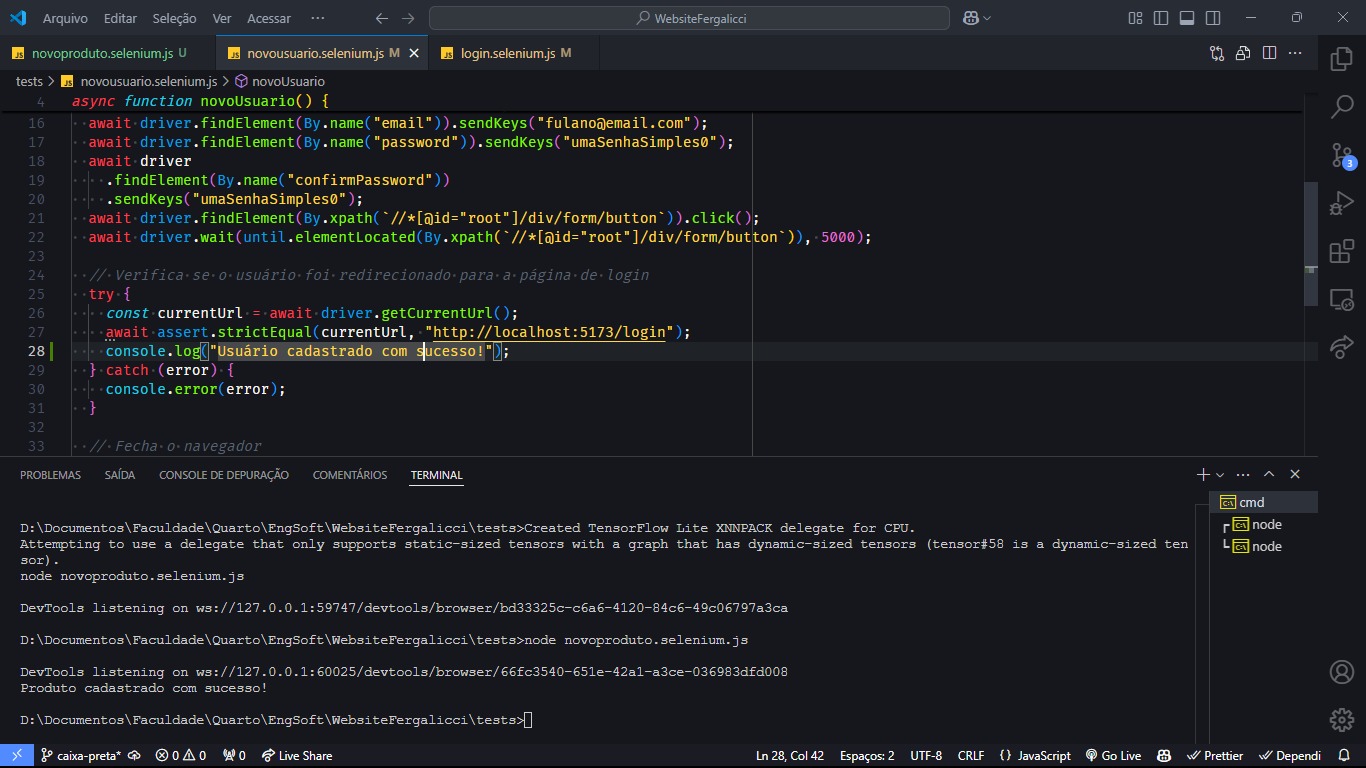 Arquivo Editar Seleção Ver Acessar ··· WebsiteFergalicci
novoproduto.selenium.js U novousuario.selenium.js M login.selenium.js M
tests > novousuario.selenium.js > novoUsuario
4 async function novoUsuario() {
16 await driver.findElement(By.name("email")).sendKeys("fulano@email.com");
17 await driver.findElement(By.name("password")).sendKeys("umaSenhaSimples0");
18 await driver
19 .findElement(By.name("confirmPassword"))
20 .sendKeys("umaSenhaSimples0");
21 await driver.findElement(By.xpath(`//*[@id="root"]/div/form/button`)).click();
22 await driver.wait(until.elementLocated(By.xpath(`//*[@id="root"]/div/form/button`)), 5000);
23
24 // Verifica se o usuário foi redirecionado para a página de login
25 try {
26 const currentUrl = await driver.getCurrentUrl();
27 await assert.strictEqual(currentUrl, "http://localhost:5173/login");
28 console.log("Usuário cadastrado com sucesso!");
29 } catch (error) {
30 console.error(error);
31 }
32
33 // Fecha o navegador
3
PROBLEMAS SAÍDA CONSOLE DE DEPURAÇÃO COMENTÁRIOS TERMINAL
cmd
node
node
D:\Documentos\Faculdade\Quarto\EngSoft\WebsiteFergalicci\tests>Created TensorFlow Lite XNNPACK delegate for CPU.
Attempting to use a delegate that only supports static-sized tensors with a graph that has dynamic-sized tensors (tensor#58 is a dynamic-sized ten
sor).
node novoproduto.selenium.js
DevTools listening on ws://127.0.0.1:59747/devtools/browser/bd33325c-c6a6-4120-84c6-49c06797a3ca
D:\Documentos\Faculdade\Quarto\EngSoft\WebsiteFergalicci\tests>node novoproduto.selenium.js
DevTools listening on ws://127.0.0.1:60025/devtools/browser/66fc3540-651e-42a1-a3ce-036983dfd008
Produto cadastrado com sucesso!
D:\Documentos\Faculdade\Quarto\EngSoft\WebsiteFergalicci\tests>
caixa-preta* 0 0 0 Live Share Ln 28, Col 42 Espaços: 2 UTF-8 CRLF {} JavaScript Go Live Prettier Dependi